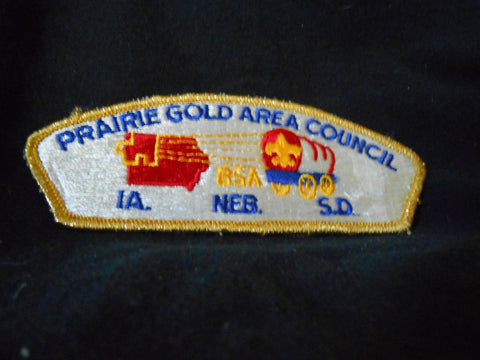 PRAIRIE GOLD AREA COUNCIL
BSA
IA. NEB. S.D.